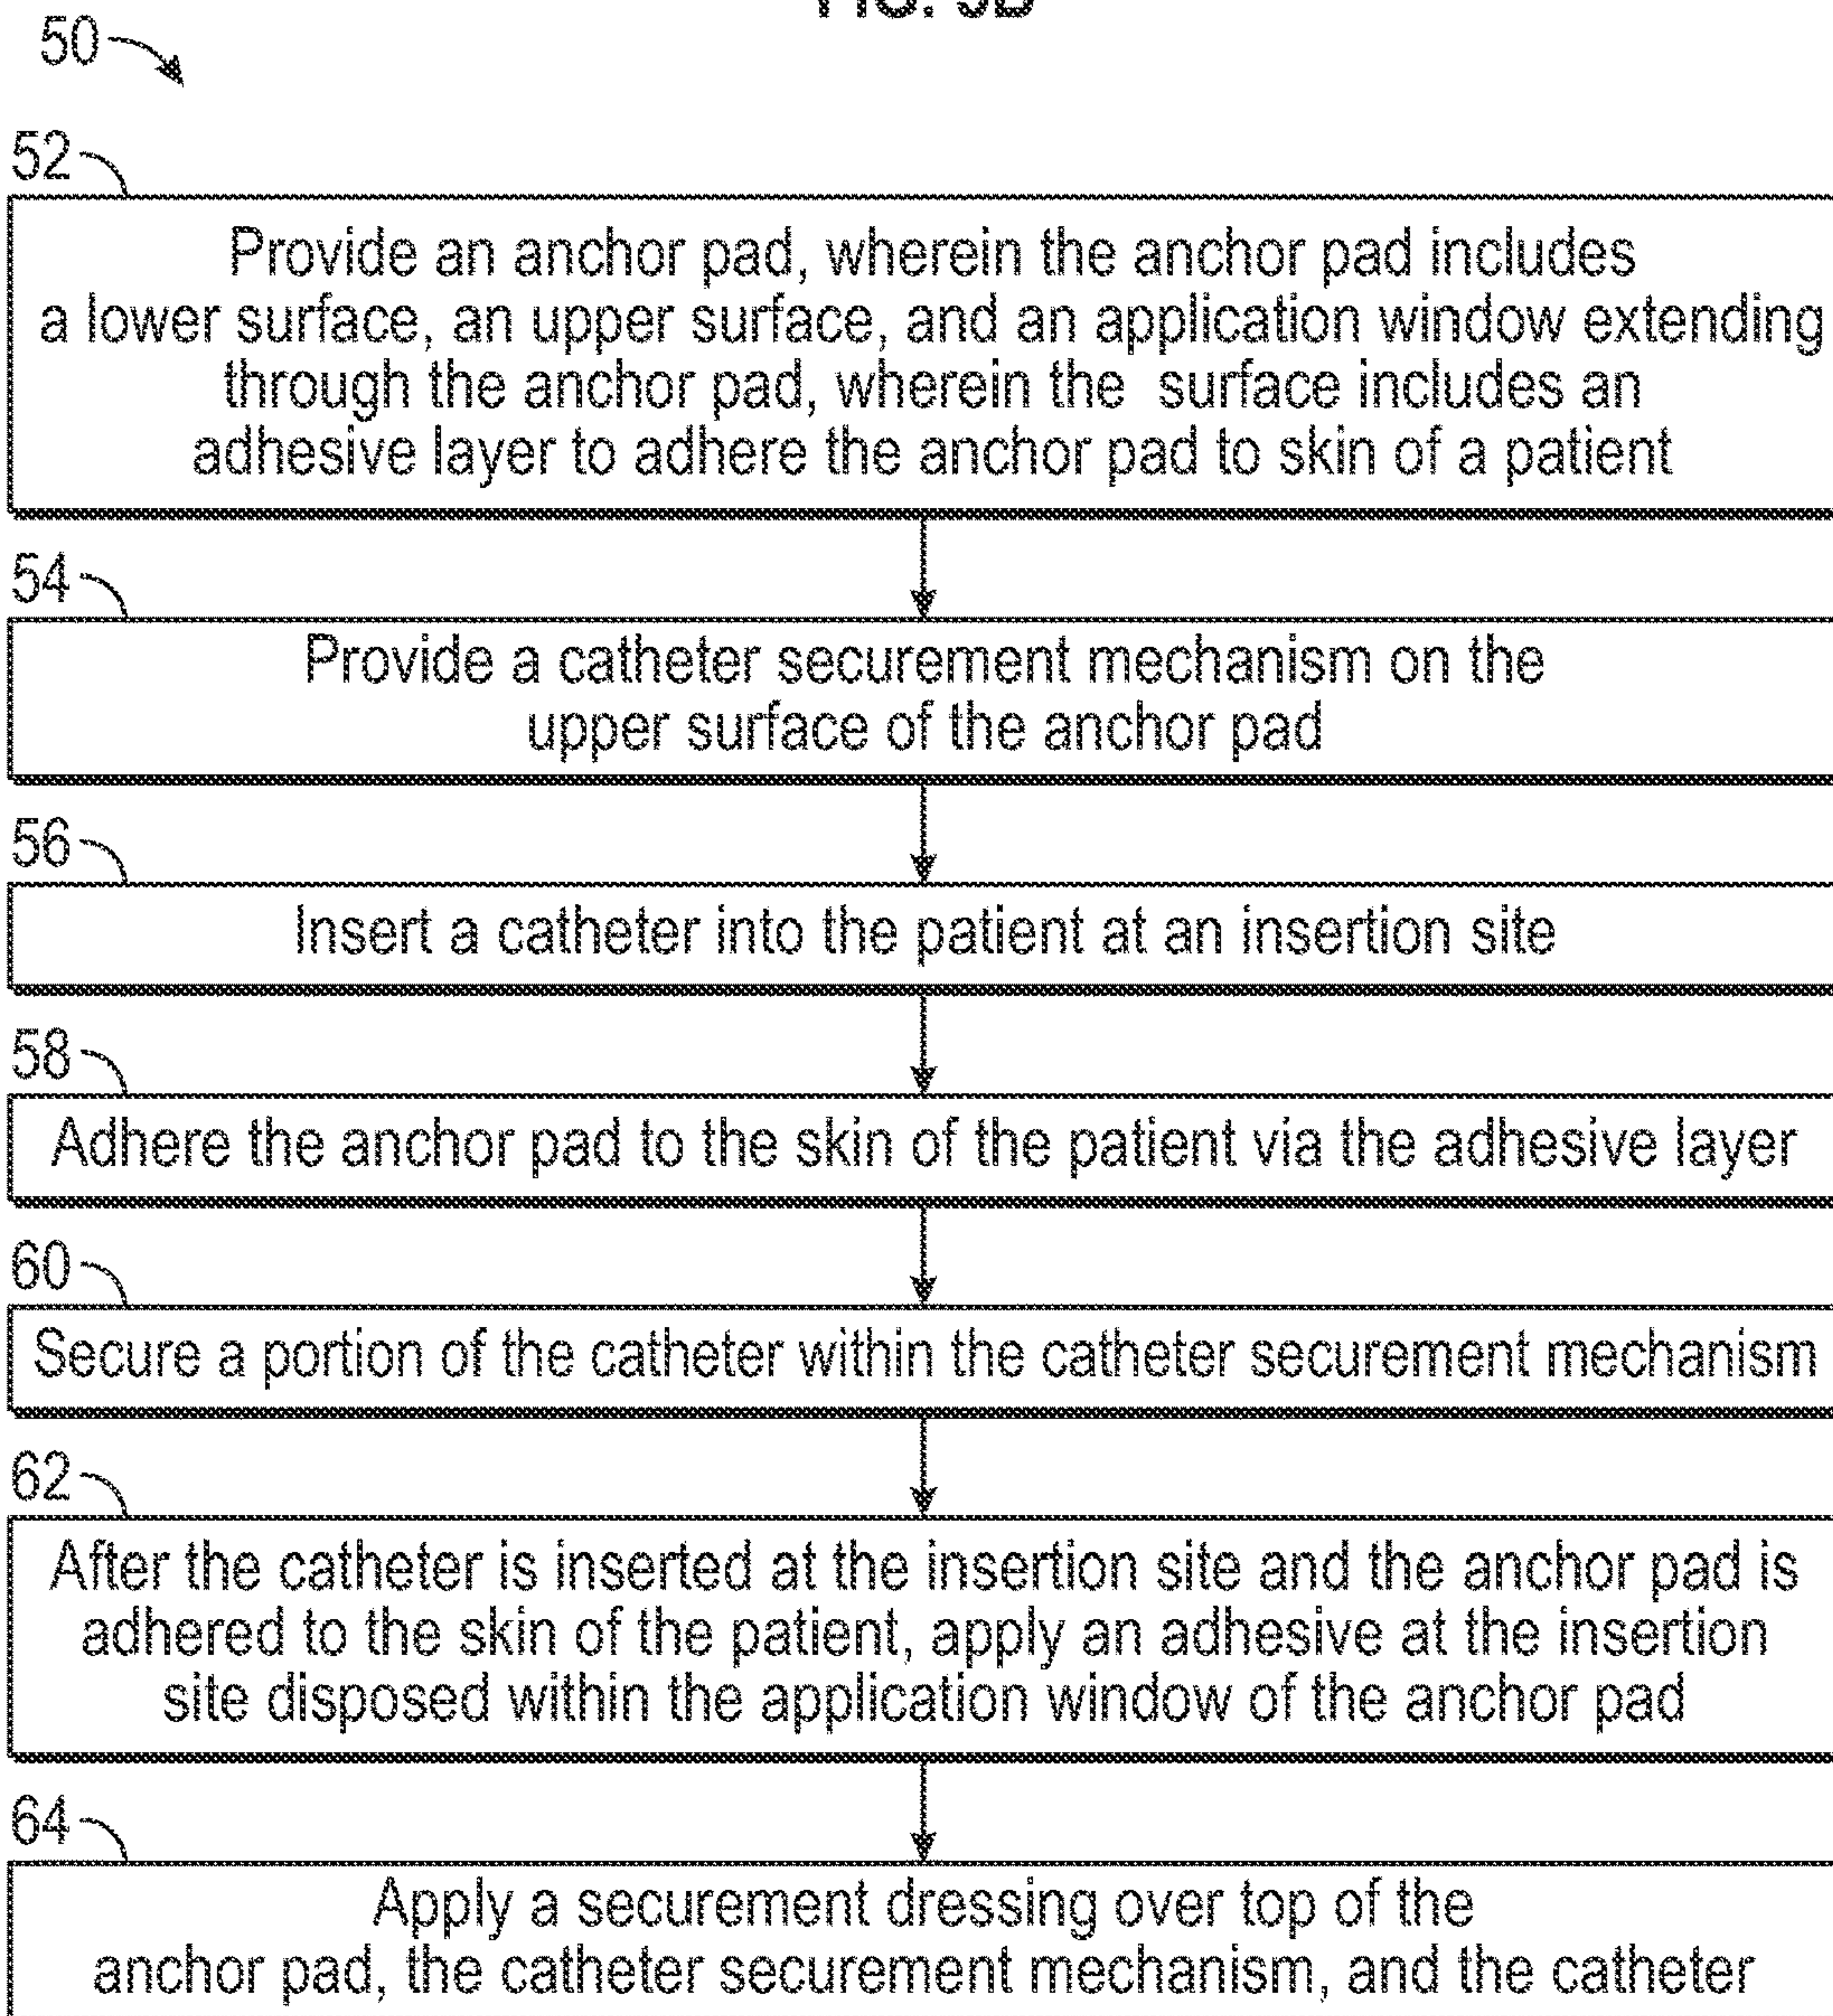 50
52
Provide an anchor pad, wherein the anchor pad includes
a lower surface, an upper surface, and an application window extending
through the anchor pad, wherein the surface includes an
adhesive layer to adhere the anchor pad to skin of a patient
54
Provide a catheter securement mechanism on the
upper surface of the anchor pad
56
Insert a catheter into the patient at an insertion site
58
Adhere the anchor pad to the skin of the patient via the adhesive layer
60
Secure a portion of the catheter within the catheter securement mechanism
62
After the catheter is inserted at the insertion site and the anchor pad is
adhered to the skin of the patient, apply an adhesive at the insertion
site disposed within the application window of the anchor pad
64
Apply a securement dressing over top of the
anchor pad, the catheter securement mechanism, and the catheter